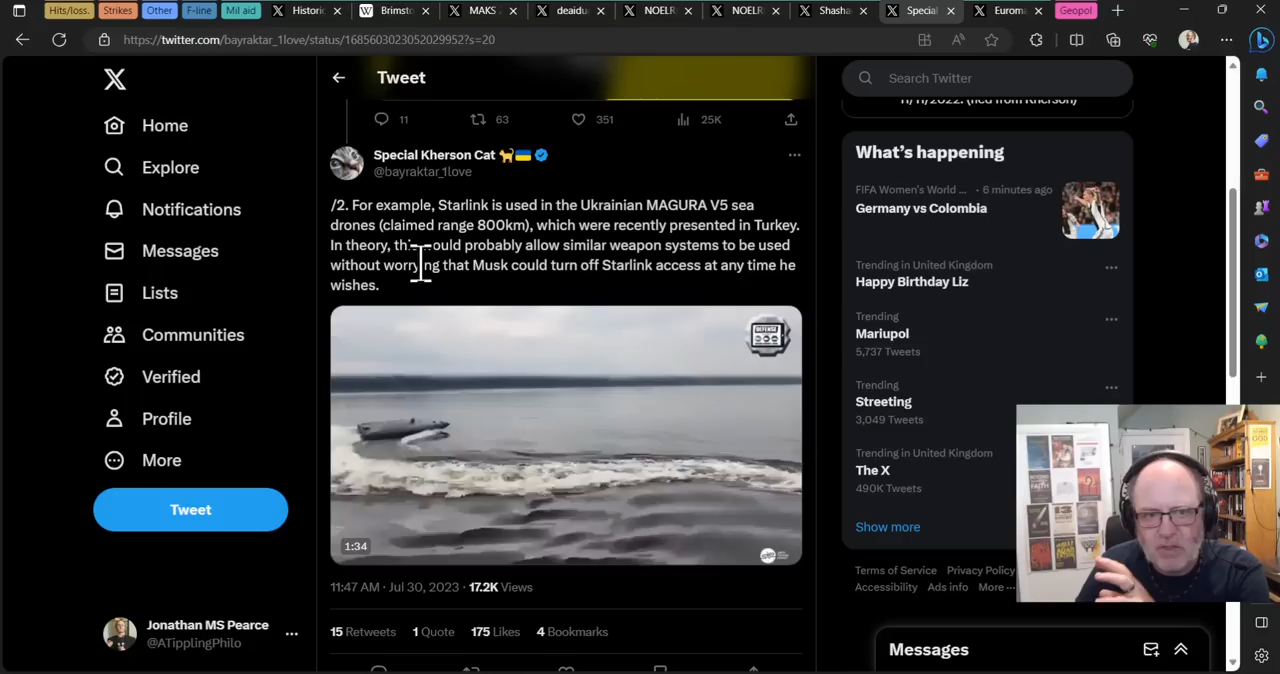 Hits/loss.
Strikes
Other
F-line
Mil aid
Historic
Brimsto
MAKS 2
deaidua
NOELR
NOELR
Shasha
Special
Euroma
Geopol
https://twitter.com/bayraktar_1love/status/1685603023052029952?s=20
X
Home
Explore
Notifications
Messages
Lists
Communities
Verified
Profile
More
Tweet
Jonathan MS Pearce
@ATipplingPhilo
Tweet
11 63 351 25K
Special Kherson Cat
@bayraktar_1love
/2. For example, Starlink is used in the Ukrainian MAGURA V5 sea
drones (claimed range 800km), which were recently presented in Turkey.
In theory, could probably allow similar weapon systems to be used
without worrying that Musk could turn off Starlink access at any time he
wishes.
DEFENSE
1:34
11:47 AM · Jul 30, 2023 · 17.2K Views
15 Retweets 1 Quote 175 Likes 4 Bookmarks
Search Twitter
What's happening
FIFA Women's World ... · 6 minutes ago
Germany vs Colombia
Trending in United Kingdom
Happy Birthday Liz
Trending
Mariupol
5,737 Tweets
Trending
Streeting
3,049 Tweets
Trending in United Kingdom
The X
490K Tweets
Show more
Terms of Service Privacy Policy
Accessibility Ads info More ...
Messages